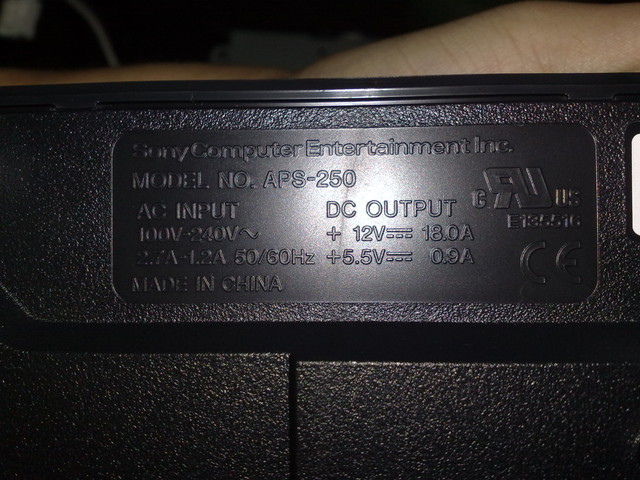 Sony Computer Entertainment Inc.
MODEL NO. APS-250
AC INPUT DC OUTPUT
100V-240V~ + 12V⎓ 18.0A
2.7A-1.2A 50/60Hz +5.5V⎓ 0.9A
MADE IN CHINA
C RU US
E135516
CE